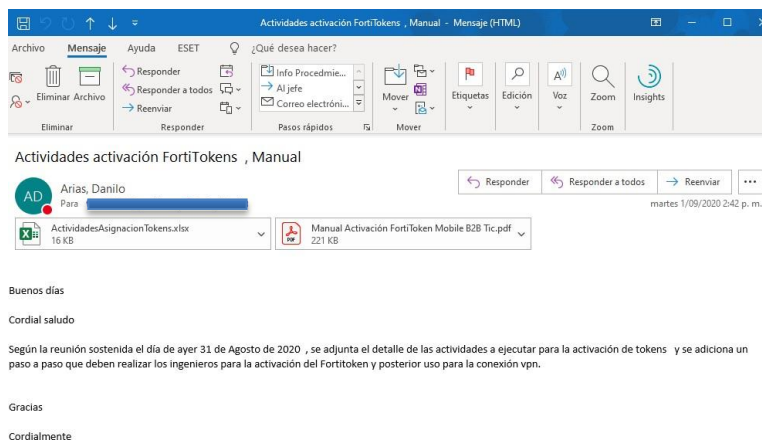 Actividades activación FortiTokens , Manual - Mensaje (HTML)
Archivo Mensaje Ayuda ESET ¿Qué desea hacer?
Eliminar Archivo
Eliminar
Responder
Responder a todos
Reenviar
Responder
Info Procedmie...
Al jefe
Correo electróni...
Pasos rápidos
Mover
Mover
Etiquetas
Edición
Voz
Zoom
Zoom
Insights
Actividades activación FortiTokens , Manual
AD
Arias, Danilo
Para
Responder Responder a todos Reenviar
martes 1/09/2020 2:42 p. m.
ActividadesAsignacionTokens.xlsx
16 KB
PDF
Manual Activación FortiToken Mobile B2B Tic.pdf
221 KB
Buenos días
Cordial saludo
Según la reunión sostenida el día de ayer 31 de Agosto de 2020 , se adjunta el detalle de las actividades a ejecutar para la activación de tokens y se adiciona un
paso a paso que deben realizar los ingenieros para la activación del Fortitoken y posterior uso para la conexión vpn.
Gracias
Cordialmente